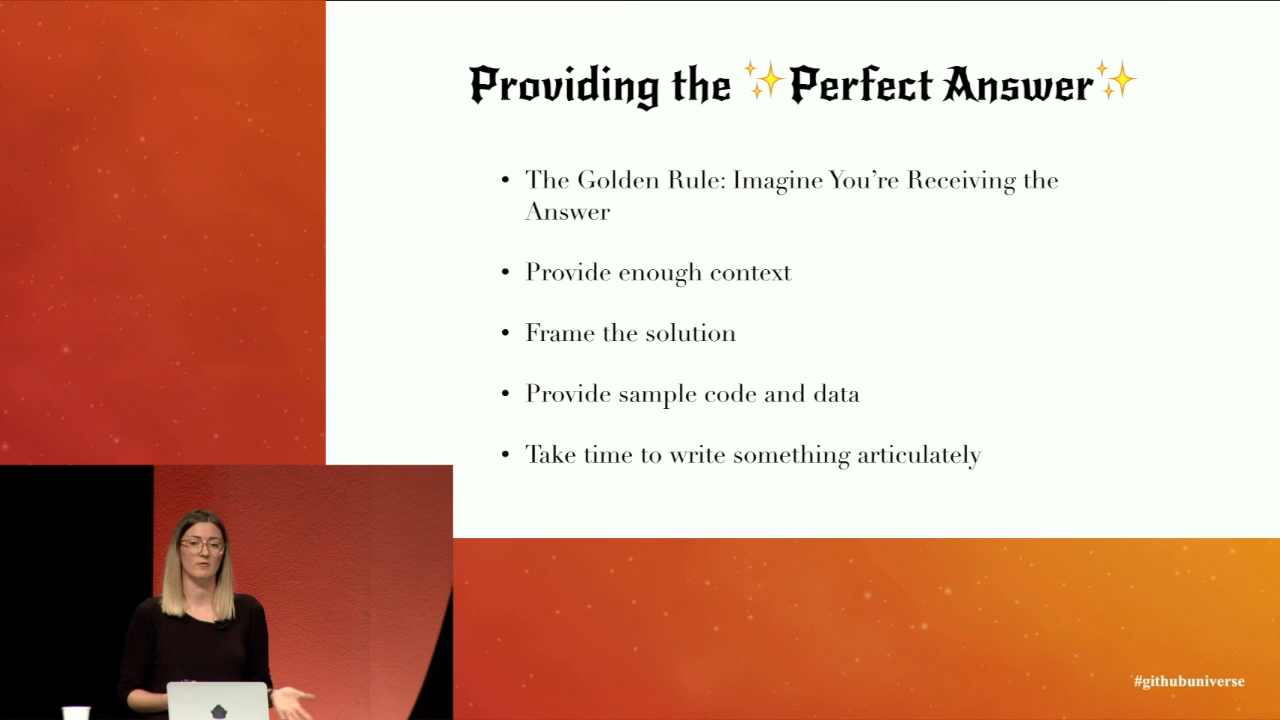 Providing the ✨Perfect Answer✨
• The Golden Rule: Imagine You’re Receiving the
Answer
• Provide enough context
• Frame the solution
• Provide sample code and data
• Take time to write something articulately
#githubuniverse